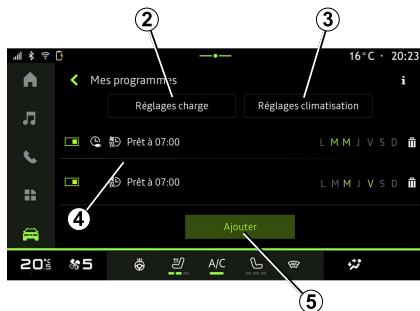 2 3
16°C · 20:23
Mes programmes i
Réglages charge Réglages climatisation
Prêt à 07:00 L M M J V S D
4
Prêt à 07:00 L M M J V S D
Ajouter
20.5 5 A/C
5